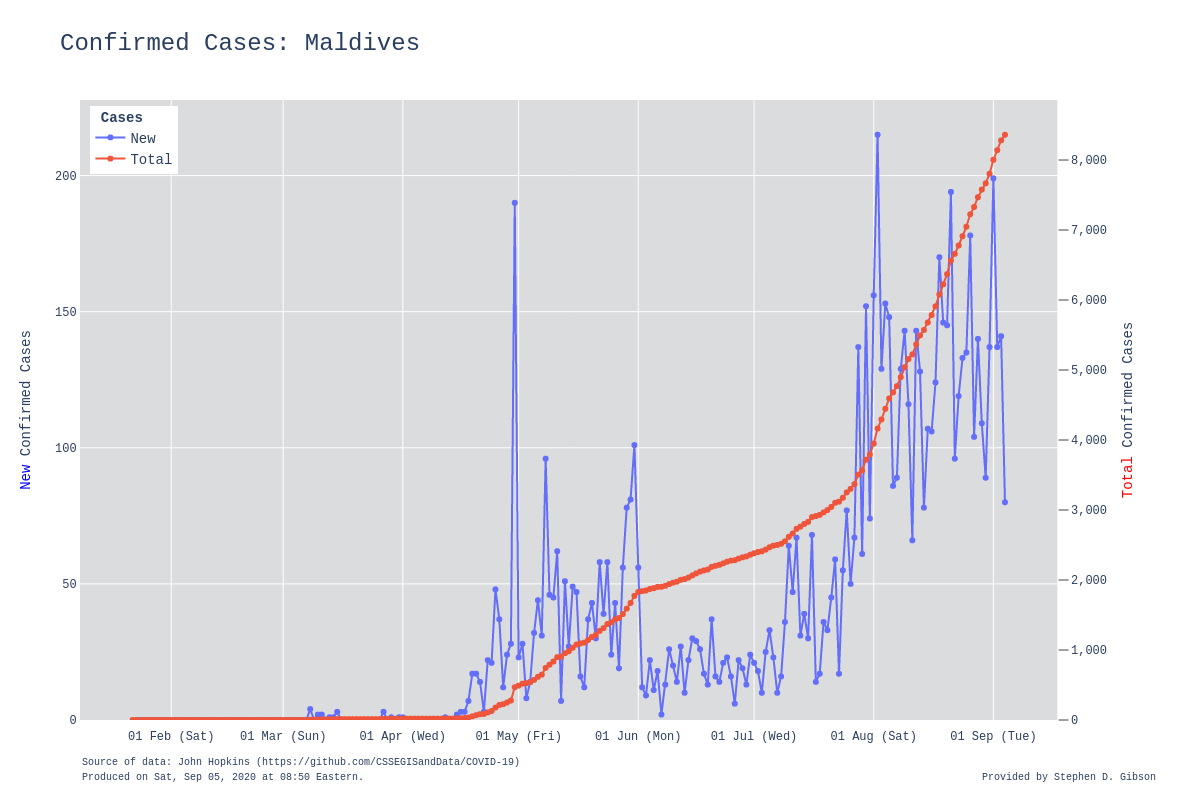 Confirmed Cases: Maldives
Cases
New
Total
200
150
100
50
0
New Confirmed Cases
8,000
7,000
6,000
5,000
4,000
3,000
2,000
1,000
0
Total Confirmed Cases
01 Feb (Sat) 01 Mar (Sun) 01 Apr (Wed) 01 May (Fri) 01 Jun (Mon) 01 Jul (Wed) 01 Aug (Sat) 01 Sep (Tue)
Source of data: John Hopkins (https://github.com/CSSEGISandData/COVID-19)
Produced on Sat, Sep 05, 2020 at 08:50 Eastern.
Provided by Stephen D. Gibson